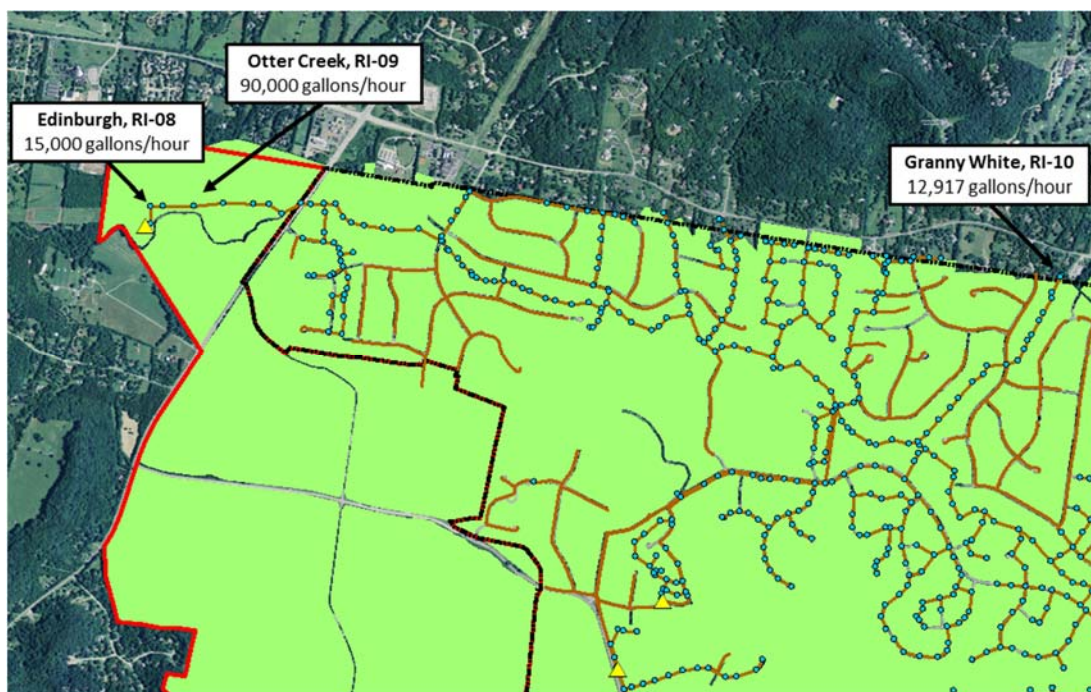 Otter Creek, RI-09
90,000 gallons/hour
Edinburgh, RI-08
15,000 gallons/hour
Granny White, RI-10
12,917 gallons/hour